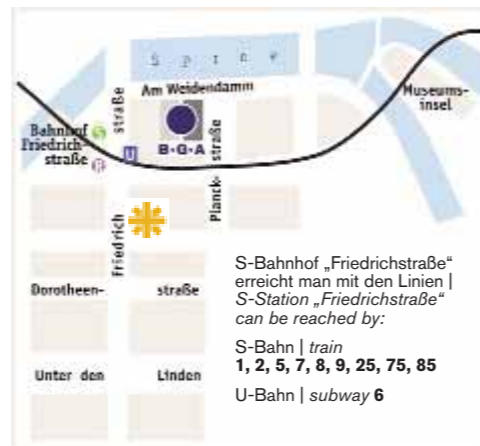 Spree
Am Weidendamm
Museums-
insel
straße
Bahnhof
Friedrich-
straße
U
B·G·A
Planck-
straße
Friedrich
Dorotheen- straße
Unter den Linden
S-Bahnhof „Friedrichstraße“
erreicht man mit den Linien |
S-Station „Friedrichstraße“
can be reached by:
S-Bahn | train
1, 2, 5, 7, 8, 9, 25, 75, 85
U-Bahn | subway 6